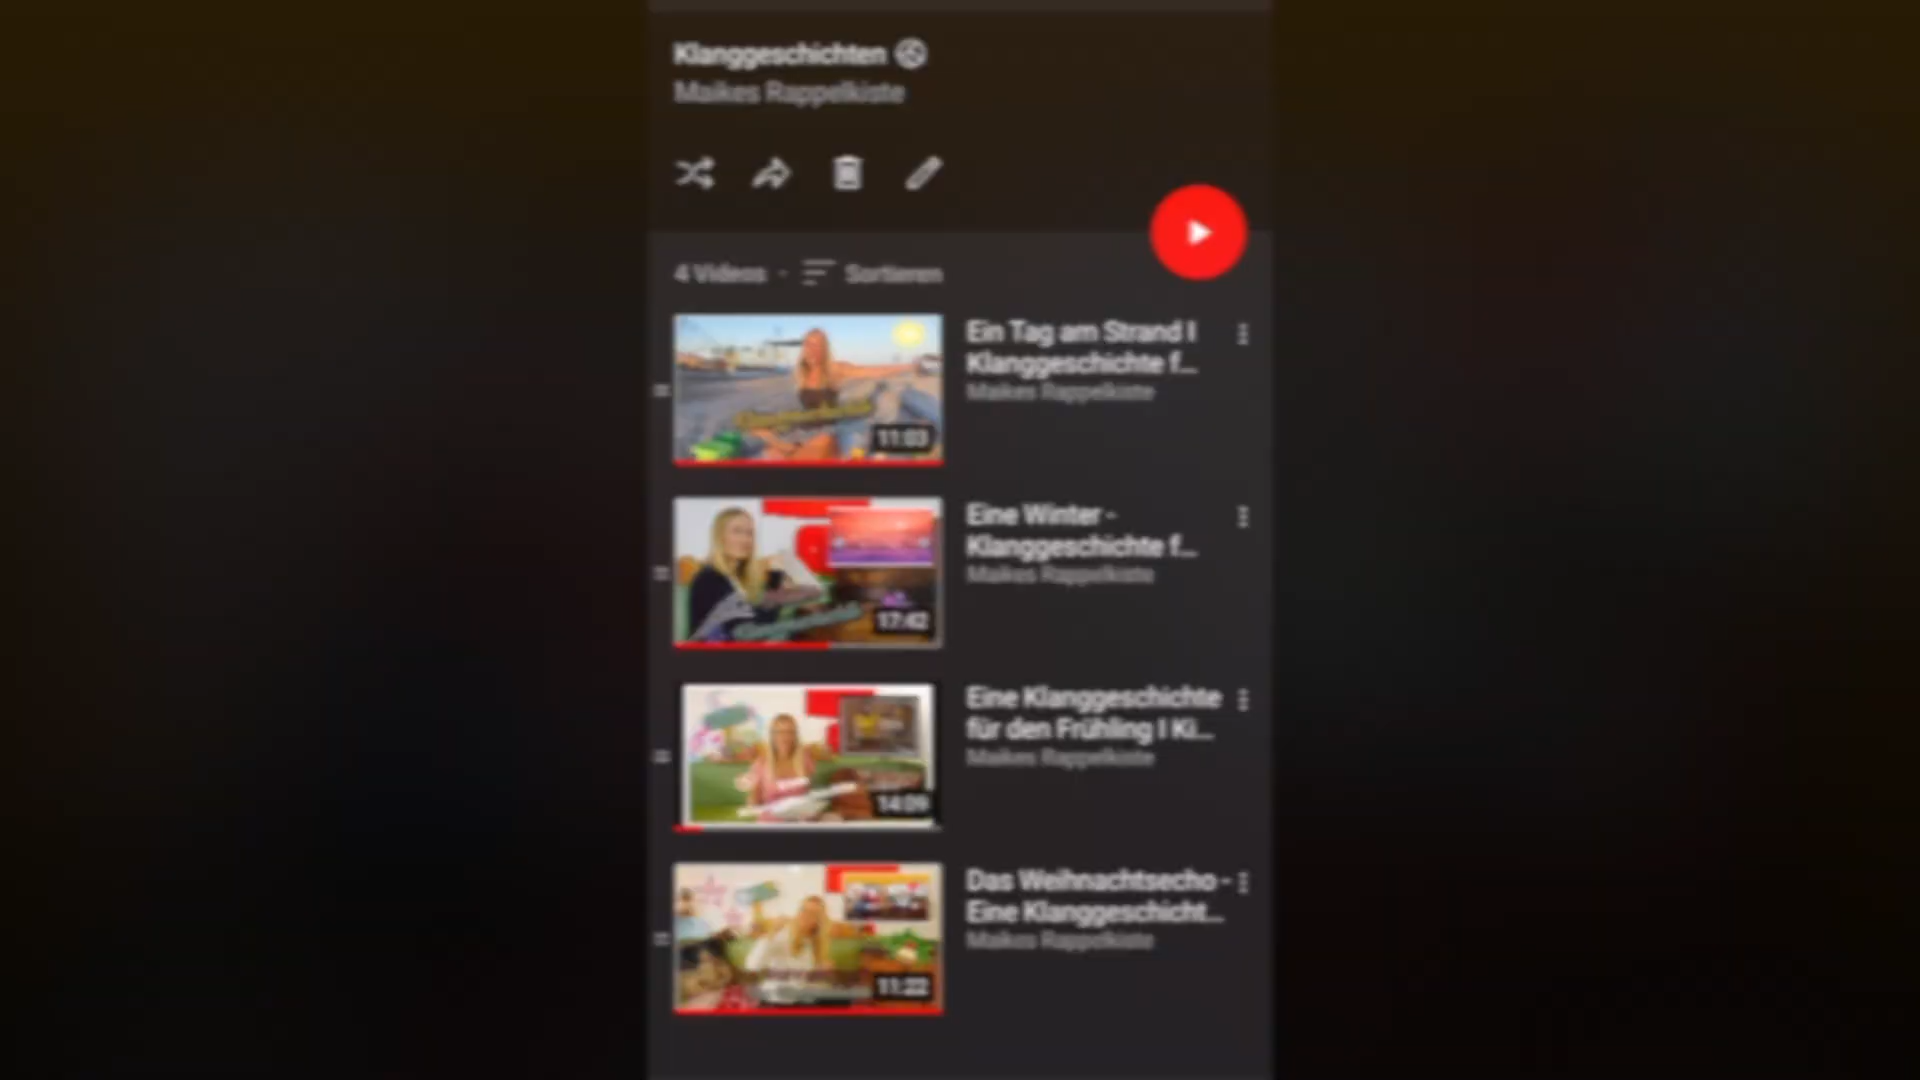 Klanggeschichten
Maikes Rappelkiste
4 Videos · Sortieren
Ein Tag am Strand I
Klanggeschichte f...
Maikes Rappelkiste
11:03
Eine Winter -
Klanggeschichte f...
Maikes Rappelkiste
17:42
Eine Klanggeschichte
für den Frühling I Ki...
Maikes Rappelkiste
14:09
Das Weihnachtsecho -
Eine Klanggeschicht...
Maikes Rappelkiste
11:22